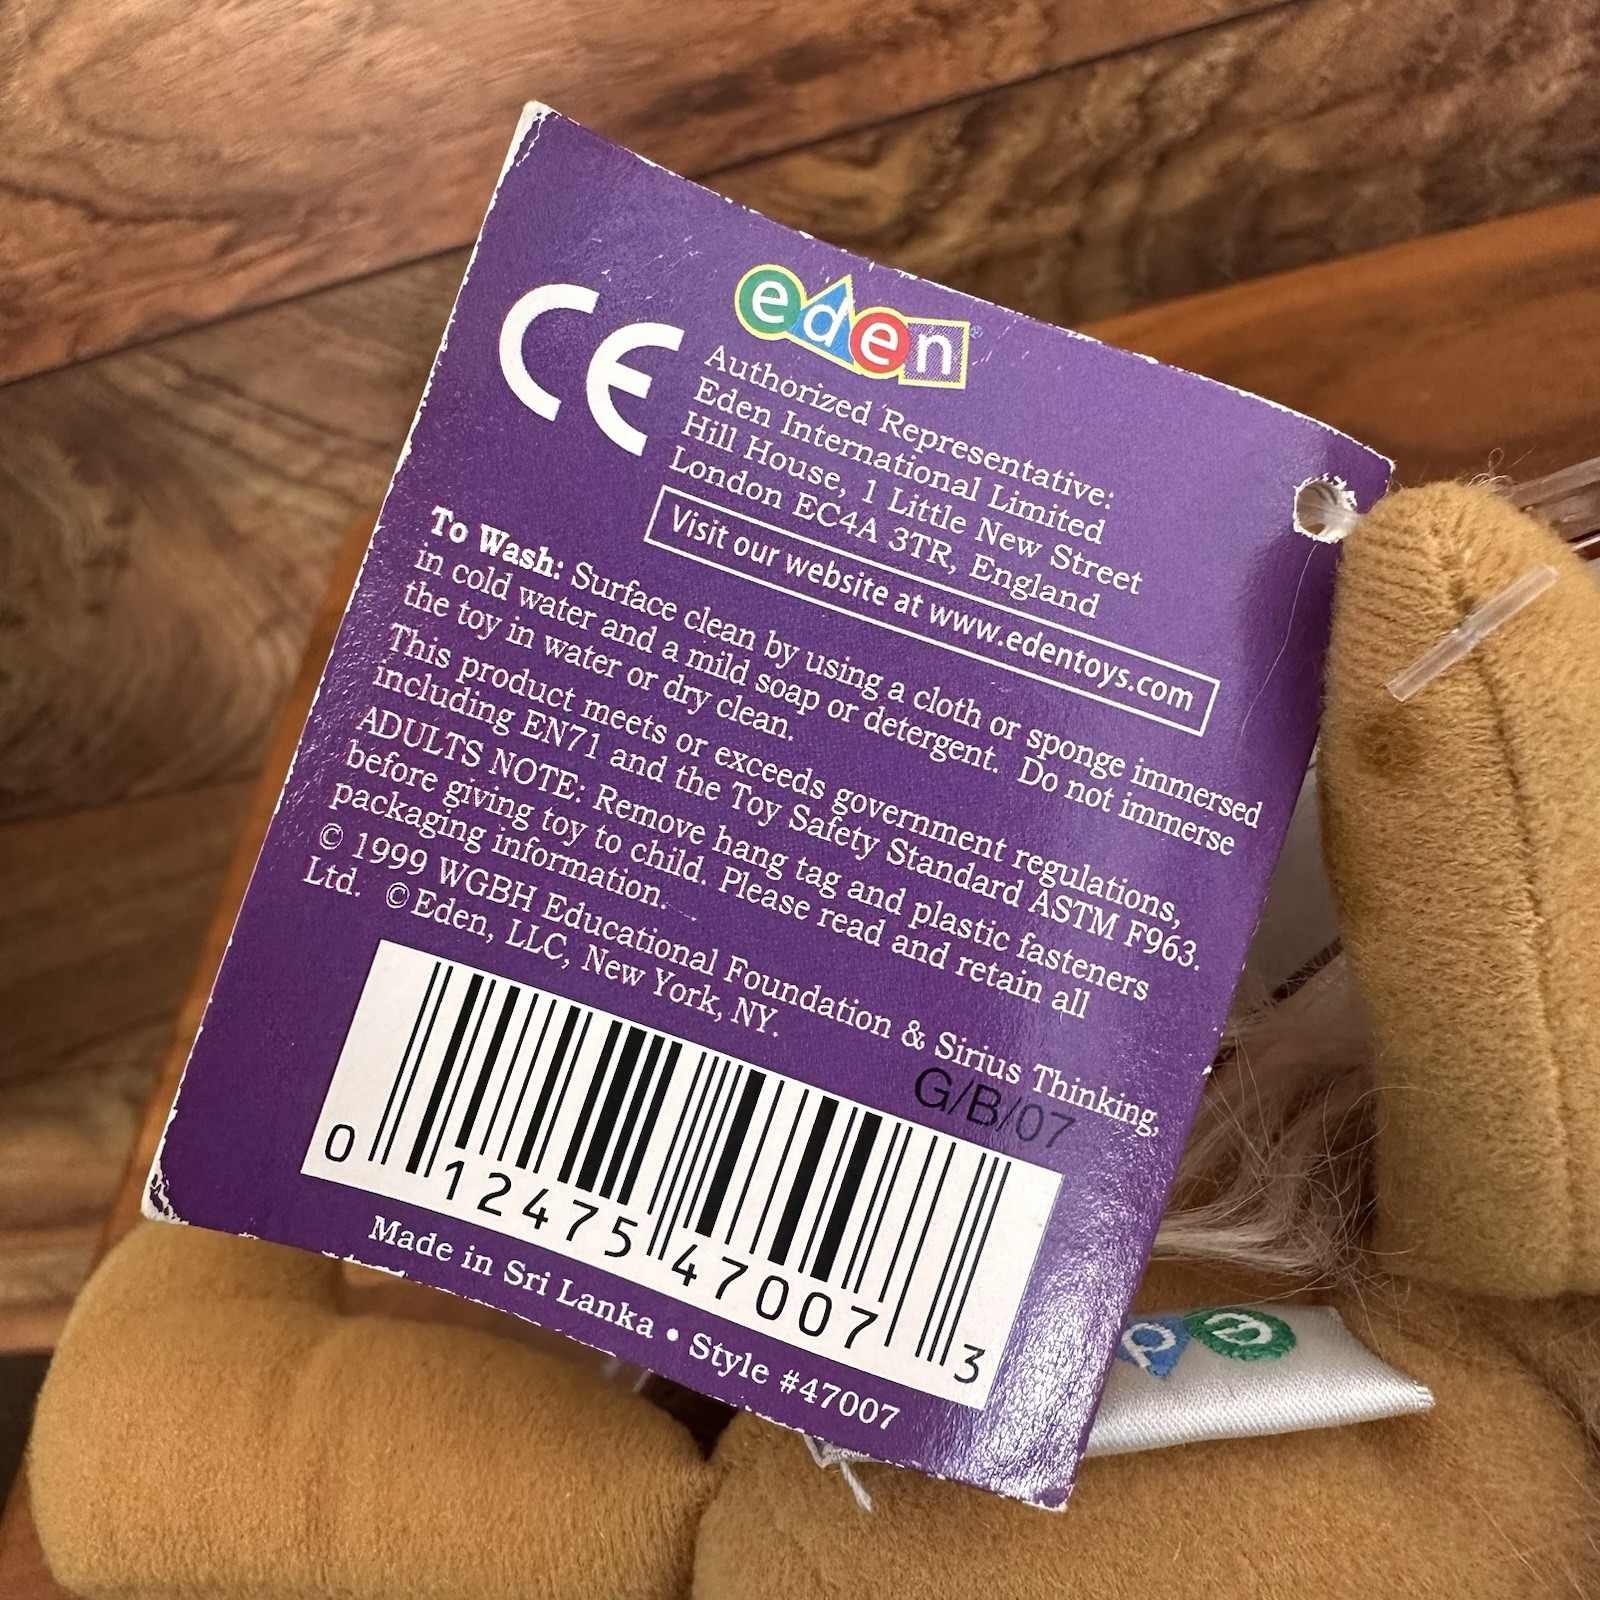 eden®
CE
Authorized Representative:
Eden International Limited
Hill House, 1 Little New Street
London EC4A 3TR, England
Visit our website at www.edentoys.com
To Wash: Surface clean by using a cloth or sponge immersed
in cold water and a mild soap or detergent. Do not immerse
the toy in water or dry clean.
This product meets or exceeds government regulations,
including EN71 and the Toy Safety Standard ASTM F963.
ADULTS NOTE: Remove hang tag and plastic fasteners
before giving toy to child. Please read and retain all
packaging information.
© 1999 WGBH Educational Foundation & Sirius Thinking,
Ltd. © Eden, LLC, New York, NY.
G/B/07
0 12475 47007 3
Made in Sri Lanka • Style #47007
ed